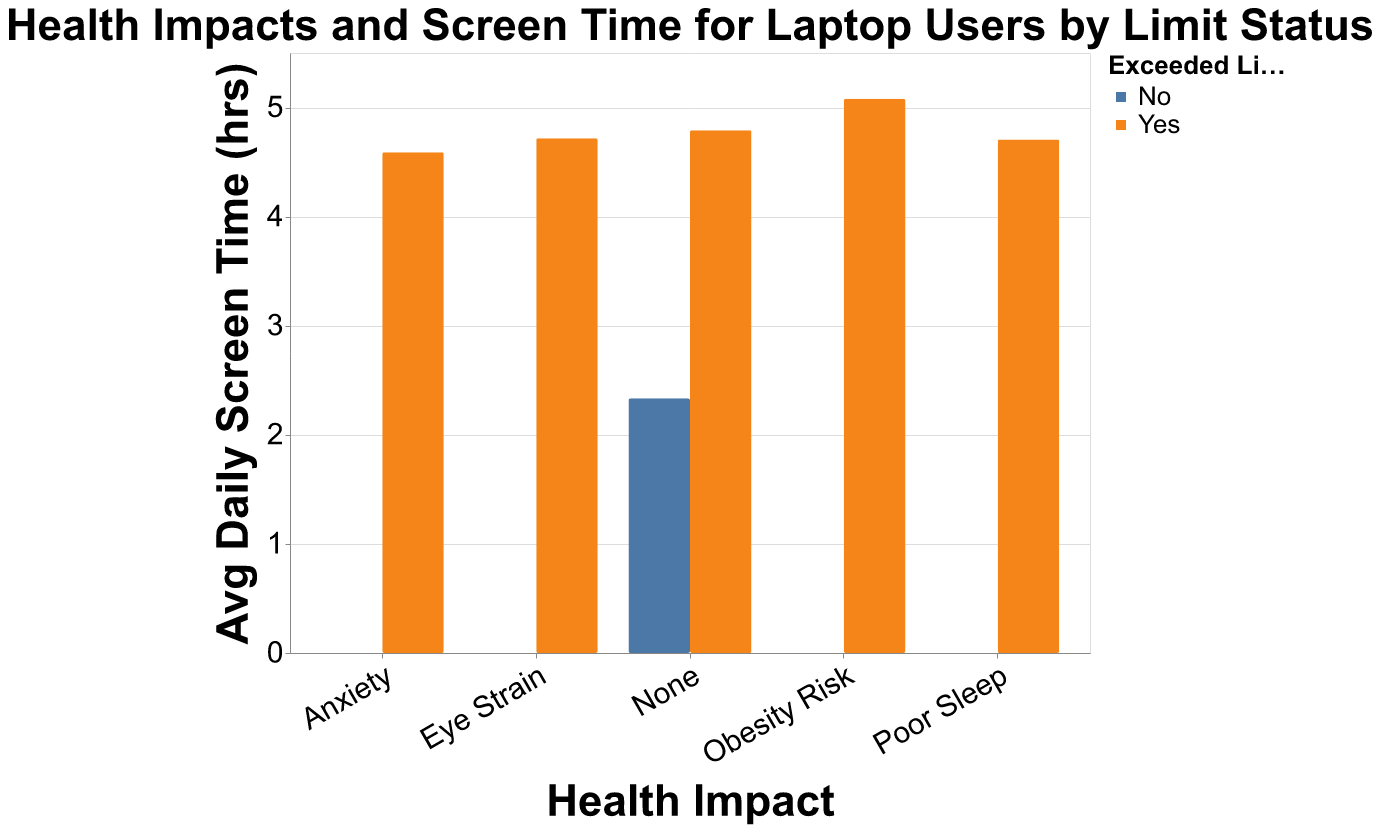 Health Impacts and Screen Time for Laptop Users by Limit Status
Exceeded Li…
No
Yes
Avg Daily Screen Time (hrs)
5
4
3
2
1
0
Anxiety
Eye Strain
None
Obesity Risk
Poor Sleep
Health Impact